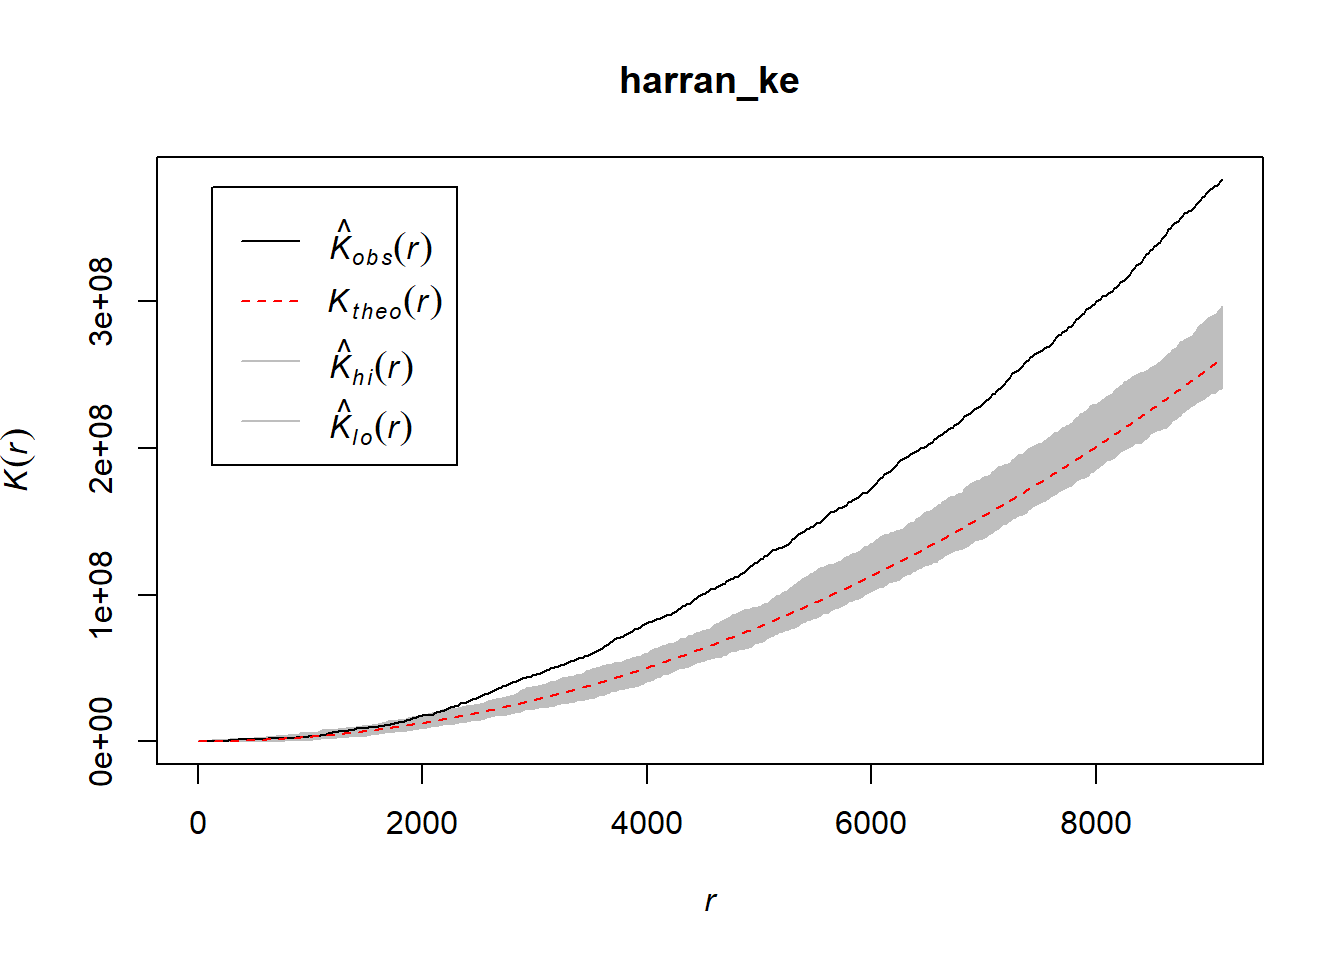 harran_ke
K̂obs(r)
Ktheo(r)
K̂hi(r)
K̂lo(r)
K(r)
0e+00 1e+08 2e+08 3e+08
0 2000 4000 6000 8000
r